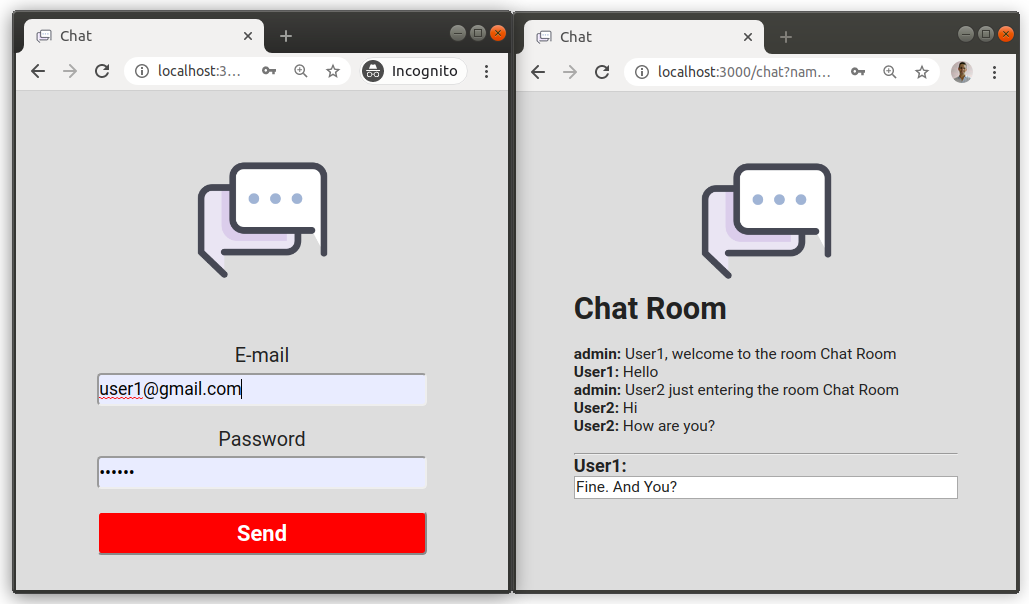 Chat
localhost:3...
Incognito
E-mail
user1@gmail.com
Password
••••••
Send
Chat
localhost:3000/chat?nam...
Chat Room
admin: User1, welcome to the room Chat Room
User1: Hello
admin: User2 just entering the room Chat Room
User2: Hi
User2: How are you?
User1:
Fine. And You?